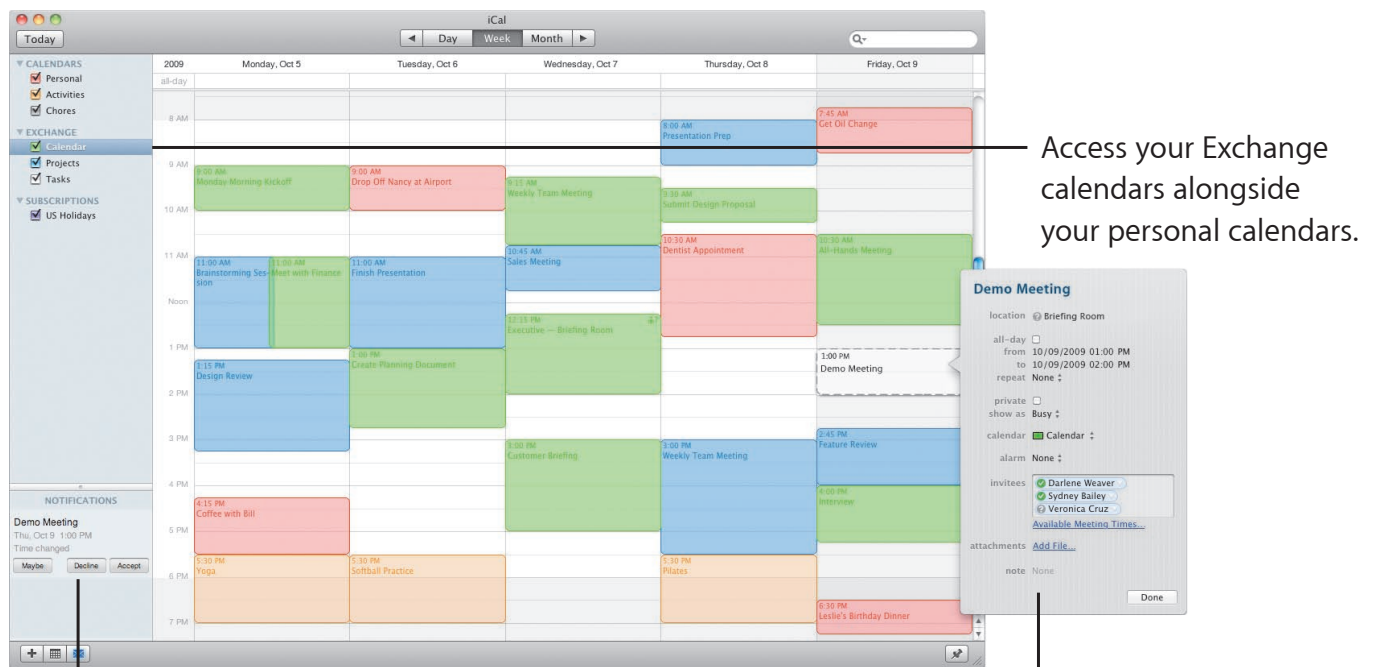 iCal
Today
Day Week Month
CALENDARS
Personal
Activities
Chores
EXCHANGE
Calendar
Projects
Tasks
SUBSCRIPTIONS
US Holidays
2009 Monday, Oct 5 Tuesday, Oct 6 Wednesday, Oct 7 Thursday, Oct 8 Friday, Oct 9
all-day
8 AM
9 AM
10 AM
11 AM
Noon
1 PM
2 PM
3 PM
4 PM
5 PM
6 PM
7 PM
9:00 AM
Monday Morning Kickoff
11:00 AM
Brainstorming Ses-
sion
11:00 AM
Meet with Finance
1:15 PM
Design Review
4:15 PM
Coffee with Bill
5:30 PM
Yoga
9:00 AM
Drop Off Nancy at Airport
11:00 AM
Finish Presentation
1:00 PM
Create Planning Document
5:30 PM
Softball Practice
9:15 AM
Weekly Team Meeting
10:45 AM
Sales Meeting
12:15 PM
Executive — Briefing Room
3:00 PM
Customer Briefing
8:00 AM
Presentation Prep
9:30 AM
Submit Design Proposal
10:30 AM
Dentist Appointment
3:00 PM
Weekly Team Meeting
5:30 PM
Pilates
7:45 AM
Get Oil Change
10:30 AM
All-Hands Meeting
1:00 PM
Demo Meeting
2:45 PM
Feature Review
4:00 PM
Interview
6:30 PM
Leslie's Birthday Dinner
Access your Exchange
calendars alongside
your personal calendars.
Demo Meeting
location ? Briefing Room
all-day
from 10/09/2009 01:00 PM
to 10/09/2009 02:00 PM
repeat None
private
show as Busy
calendar Calendar
alarm None
invitees Darlene Weaver
Sydney Bailey
? Veronica Cruz
Available Meeting Times...
attachments Add File...
note None
Done
NOTIFICATIONS
Demo Meeting
Thu, Oct 9 1:00 PM
Time changed
Maybe Decline Accept